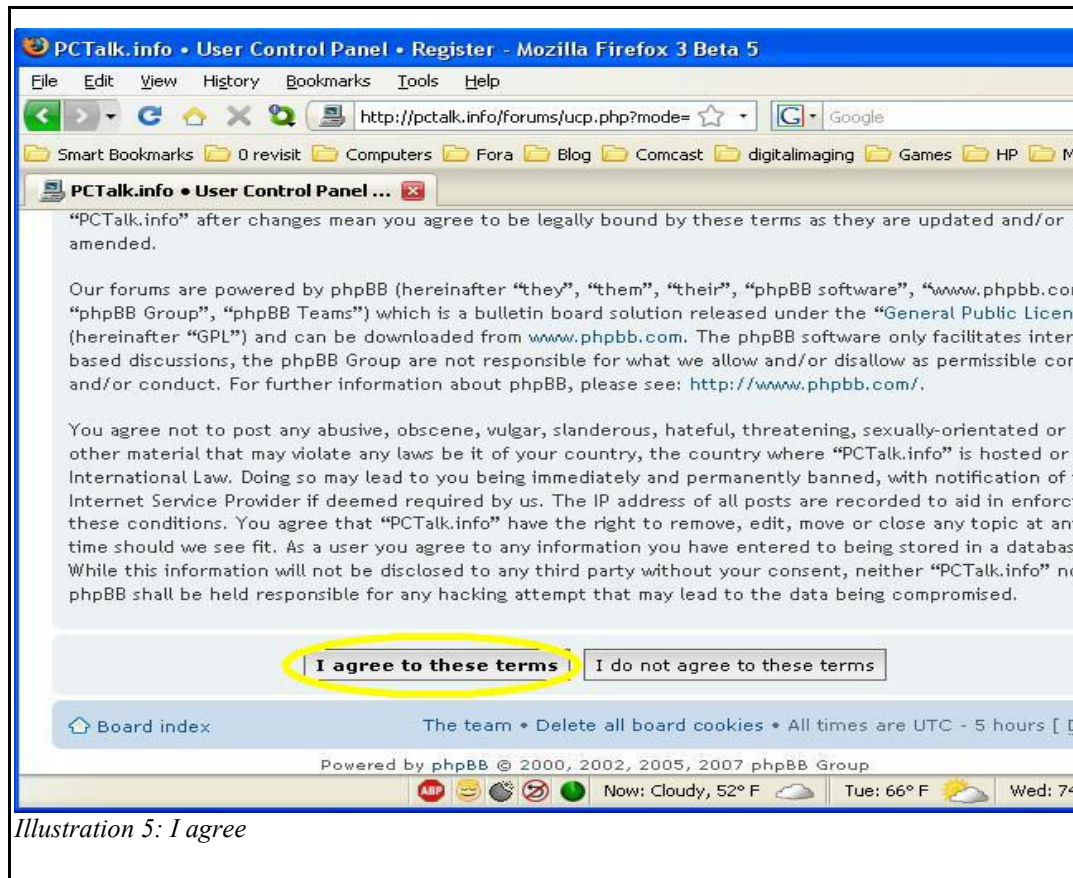 PCTalk.info • User Control Panel • Register - Mozilla Firefox 3 Beta 5
File Edit View History Bookmarks Tools Help
http://pctalk.info/forums/ucp.php?mode= G Google
Smart Bookmarks 0 revisit Computers Fora Blog Comcast digitalimaging Games HP M
PCTalk.info • User Control Panel ...
“PCTalk.info” after changes mean you agree to be legally bound by these terms as they are updated and/or
amended.
Our forums are powered by phpBB (hereinafter “they”, “them”, “their”, “phpBB software”, “www.phpbb.co
“phpBB Group”, “phpBB Teams”) which is a bulletin board solution released under the “General Public Licen
(hereinafter “GPL”) and can be downloaded from www.phpbb.com. The phpBB software only facilitates inter
based discussions, the phpBB Group are not responsible for what we allow and/or disallow as permissible cor
and/or conduct. For further information about phpBB, please see: http://www.phpbb.com/.
You agree not to post any abusive, obscene, vulgar, slanderous, hateful, threatening, sexually-orientated or
other material that may violate any laws be it of your country, the country where “PCTalk.info” is hosted or
International Law. Doing so may lead to you being immediately and permanently banned, with notification of
Internet Service Provider if deemed required by us. The IP address of all posts are recorded to aid in enforc
these conditions. You agree that “PCTalk.info” have the right to remove, edit, move or close any topic at an
time should we see fit. As a user you agree to any information you have entered to being stored in a databas
While this information will not be disclosed to any third party without your consent, neither “PCTalk.info” no
phpBB shall be held responsible for any hacking attempt that may lead to the data being compromised.
I agree to these terms I do not agree to these terms
Board index The team • Delete all board cookies • All times are UTC - 5 hours [
Powered by phpBB © 2000, 2002, 2005, 2007 phpBB Group
ABP Now: Cloudy, 52° F Tue: 66° F Wed: 74
Illustration 5: I agree